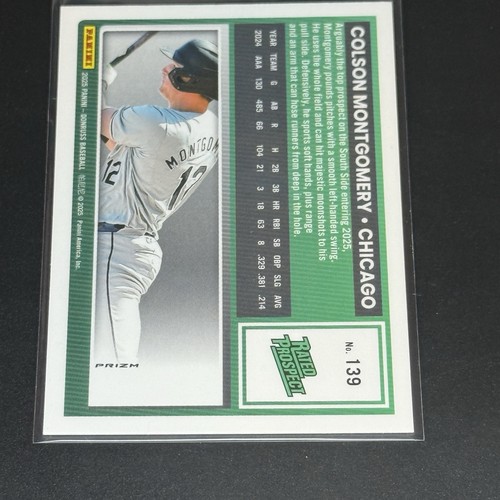 COLSON MONTGOMERY • CHICAGO
Arguably the top prospect on the South Side entering 2025,
Montgomery pounds pitches with a smooth left-handed swing.
He uses the whole field and can hit majestic moonshots to his
pull side. Defensively, he sports soft hands, plus range
and an arm that can hose runners from deep in the hole.
YEAR TEAM G AB R H 2B 3B HR RBI SB OBP SLG AVG
2024 AAA 130 485 66 104 21 3 18 63 8 .329 .381 .214
No. 139
RATED
PROSPECT
MONTGOM
12
12
PRIZM
PANINI
2025 PANINI - DONRUSS BASEBALL
© 2025 Panini America, Inc.